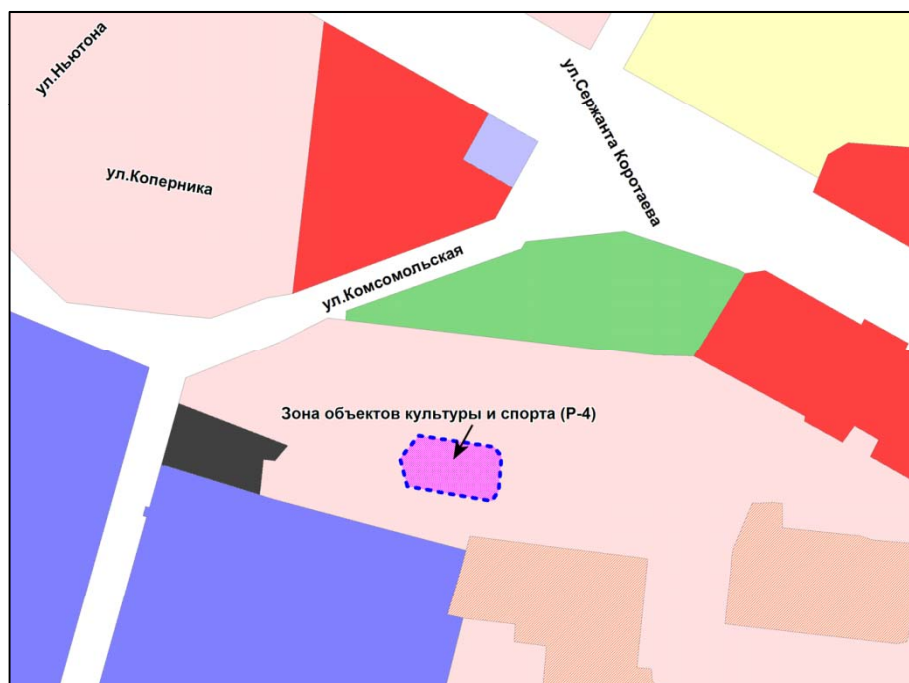 ул.Ньютона
ул.Сержанта Коротаева
ул.Коперника
ул.Комсомольская
Зона объектов культуры и спорта (Р-4)